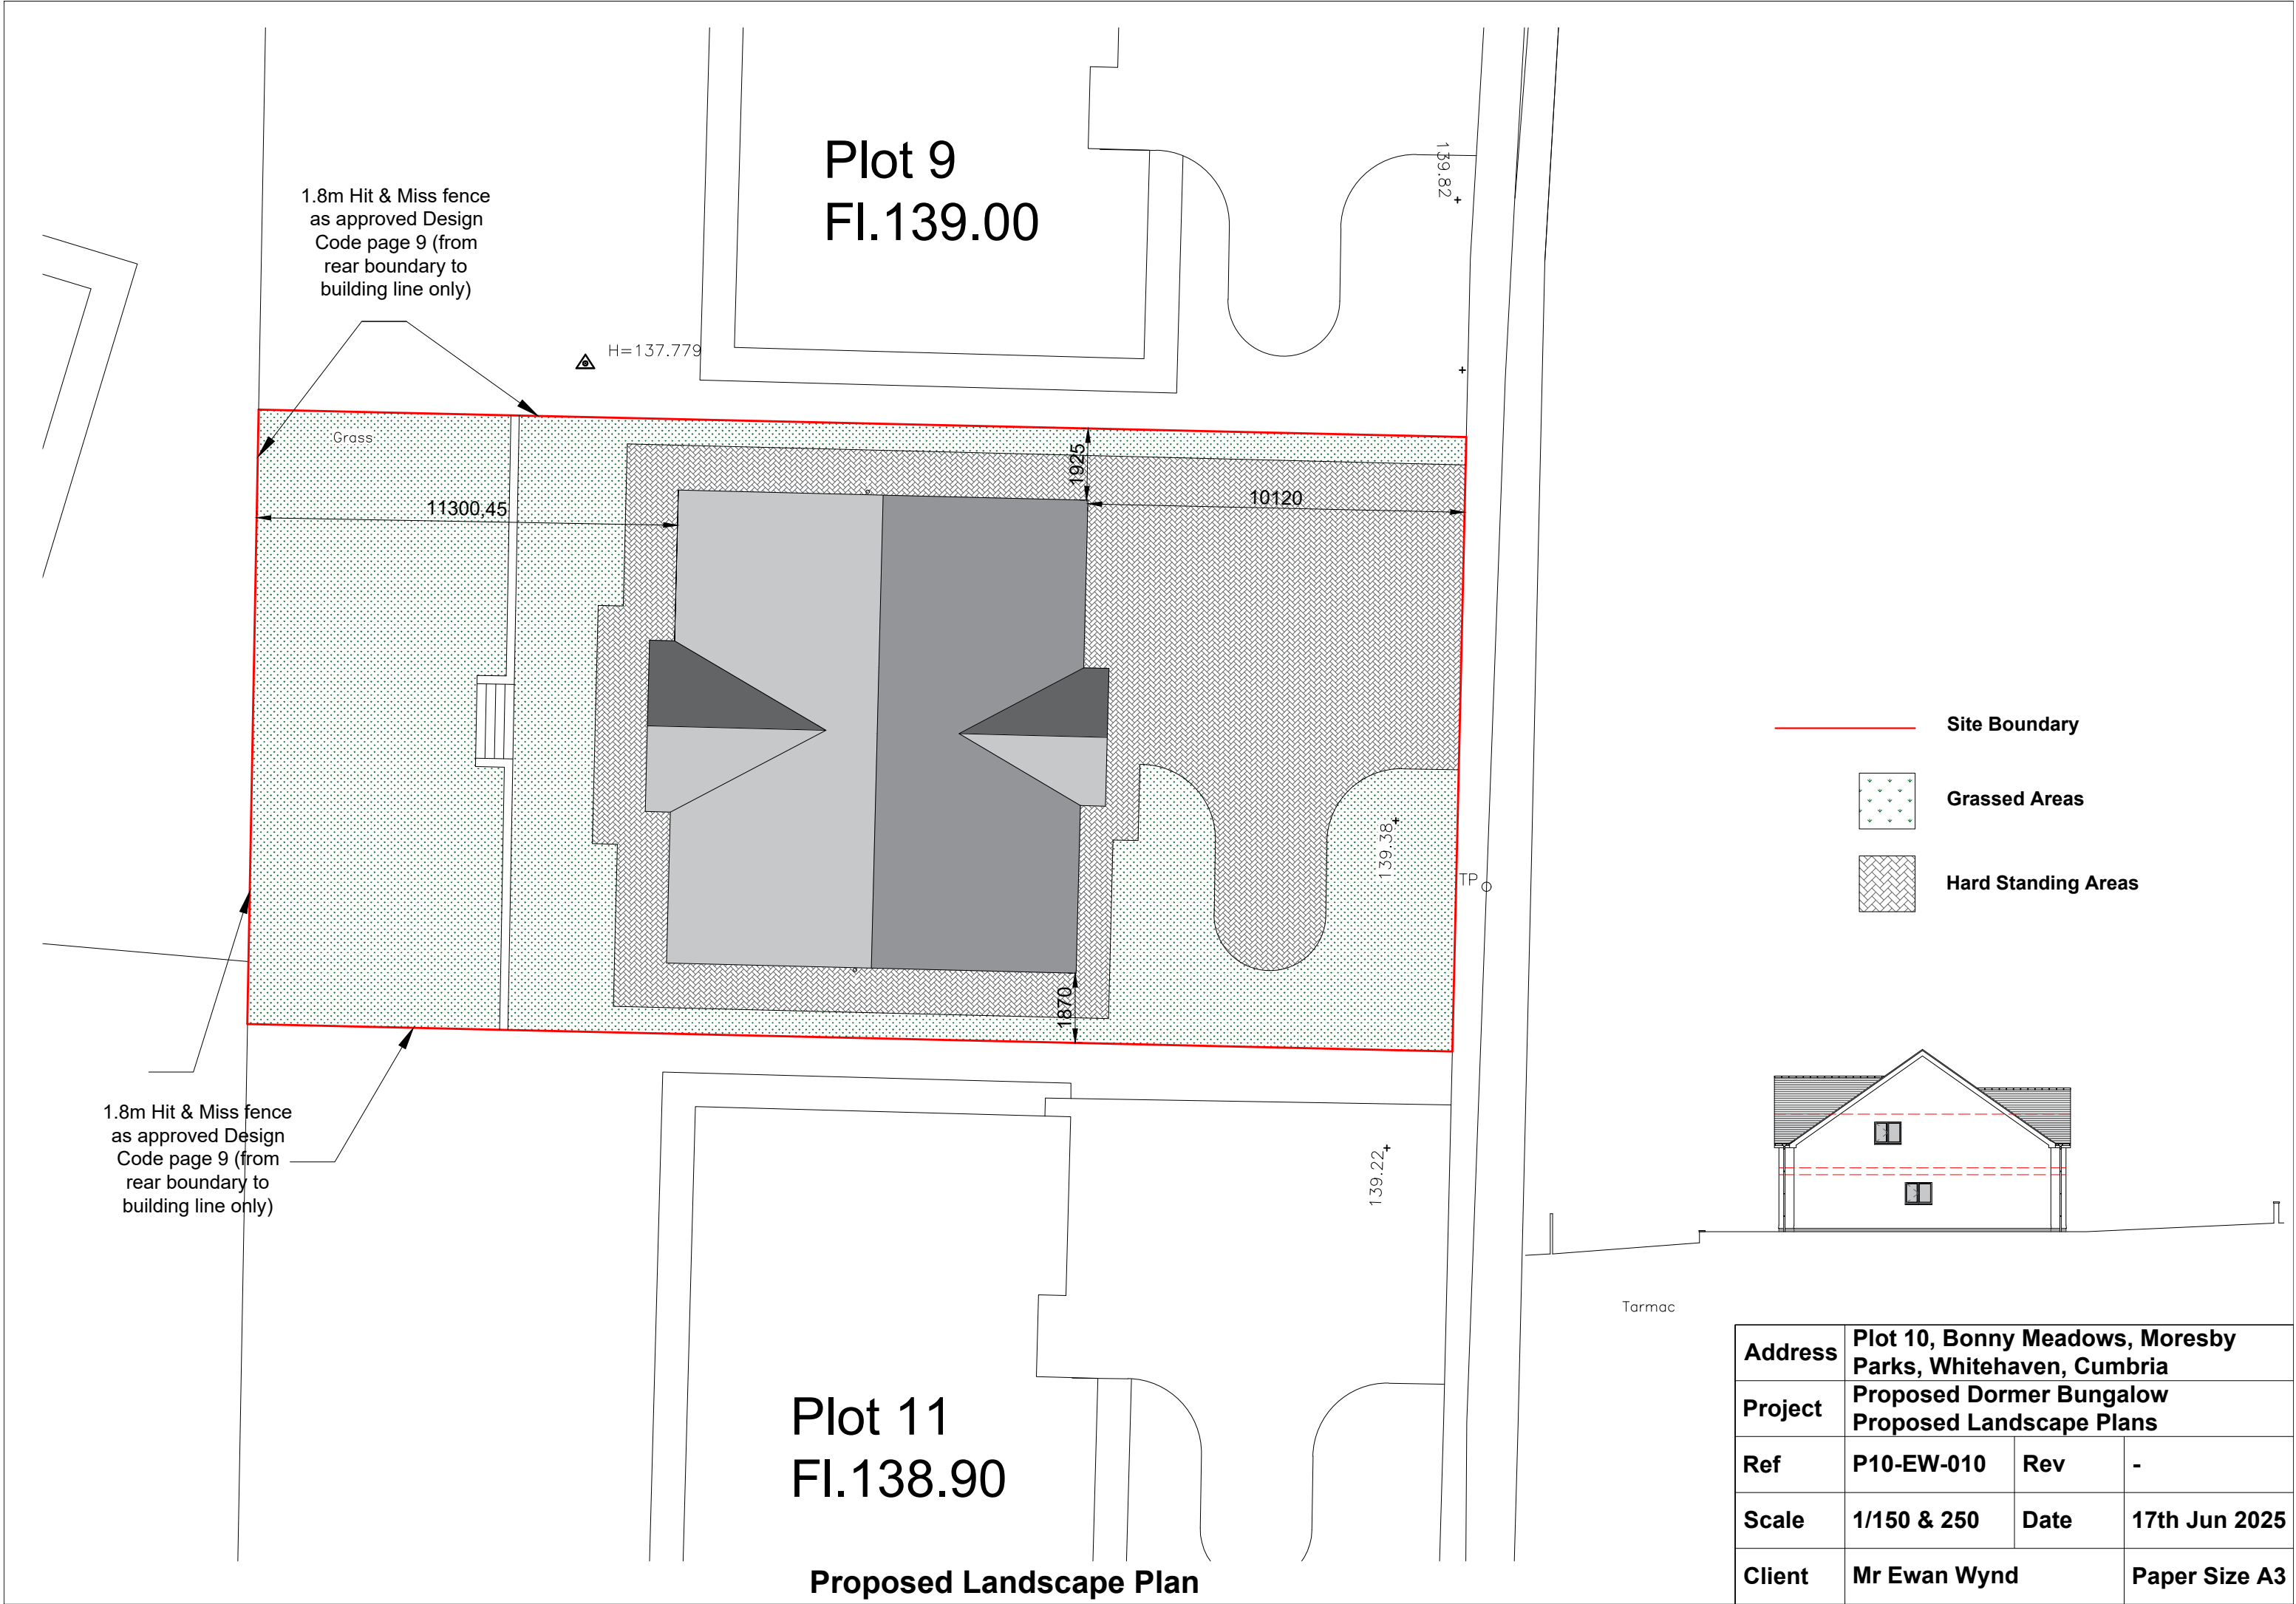 Plot 9
Fl.139.00
139.82
1.8m Hit & Miss fence
as approved Design
Code page 9 (from
rear boundary to
building line only)
H=137.779
Grass
1925
11300,45
10120
139.38
TP
1870
Site Boundary
Grassed Areas
Hard Standing Areas
1.8m Hit & Miss fence
as approved Design
Code page 9 (from
rear boundary to
building line only)
139.22
Tarmac
Plot 11
Fl.138.90
Proposed Landscape Plan
Address Plot 10, Bonny Meadows, Moresby
Parks, Whitehaven, Cumbria
Project Proposed Dormer Bungalow
Proposed Landscape Plans
Ref P10-EW-010 Rev -
Scale 1/150 & 250 Date 17th Jun 2025
Client Mr Ewan Wynd Paper Size A3